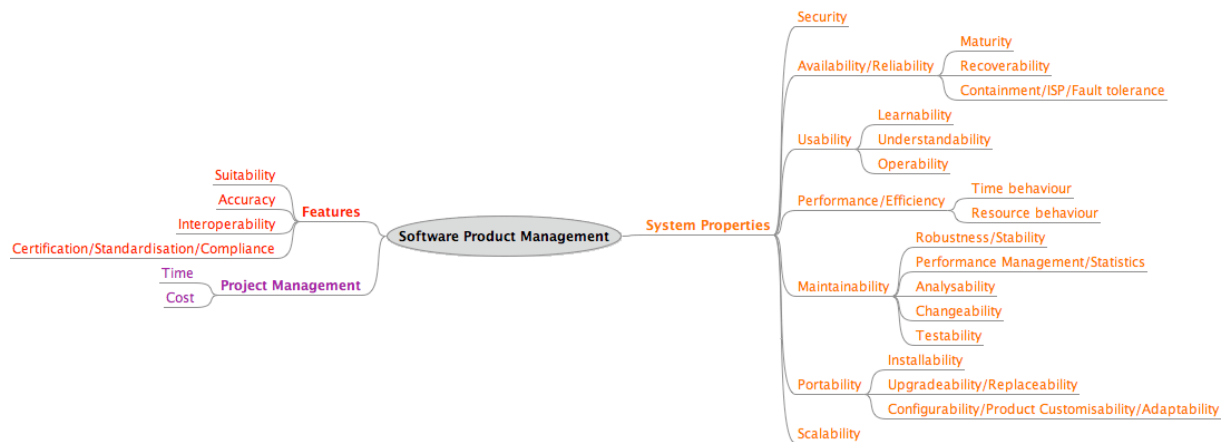 Software Product Management
Features
Suitability
Accuracy
Interoperability
Certification/Standardisation/Compliance
Project Management
Time
Cost
System Properties
Security
Availability/Reliability
Maturity
Recoverability
Containment/ISP/Fault tolerance
Usability
Learnability
Understandability
Operability
Performance/Efficiency
Time behaviour
Resource behaviour
Maintainability
Robustness/Stability
Performance Management/Statistics
Analysability
Changeability
Testability
Portability
Installability
Upgradeability/Replaceability
Configurability/Product Customisability/Adaptability
Scalability